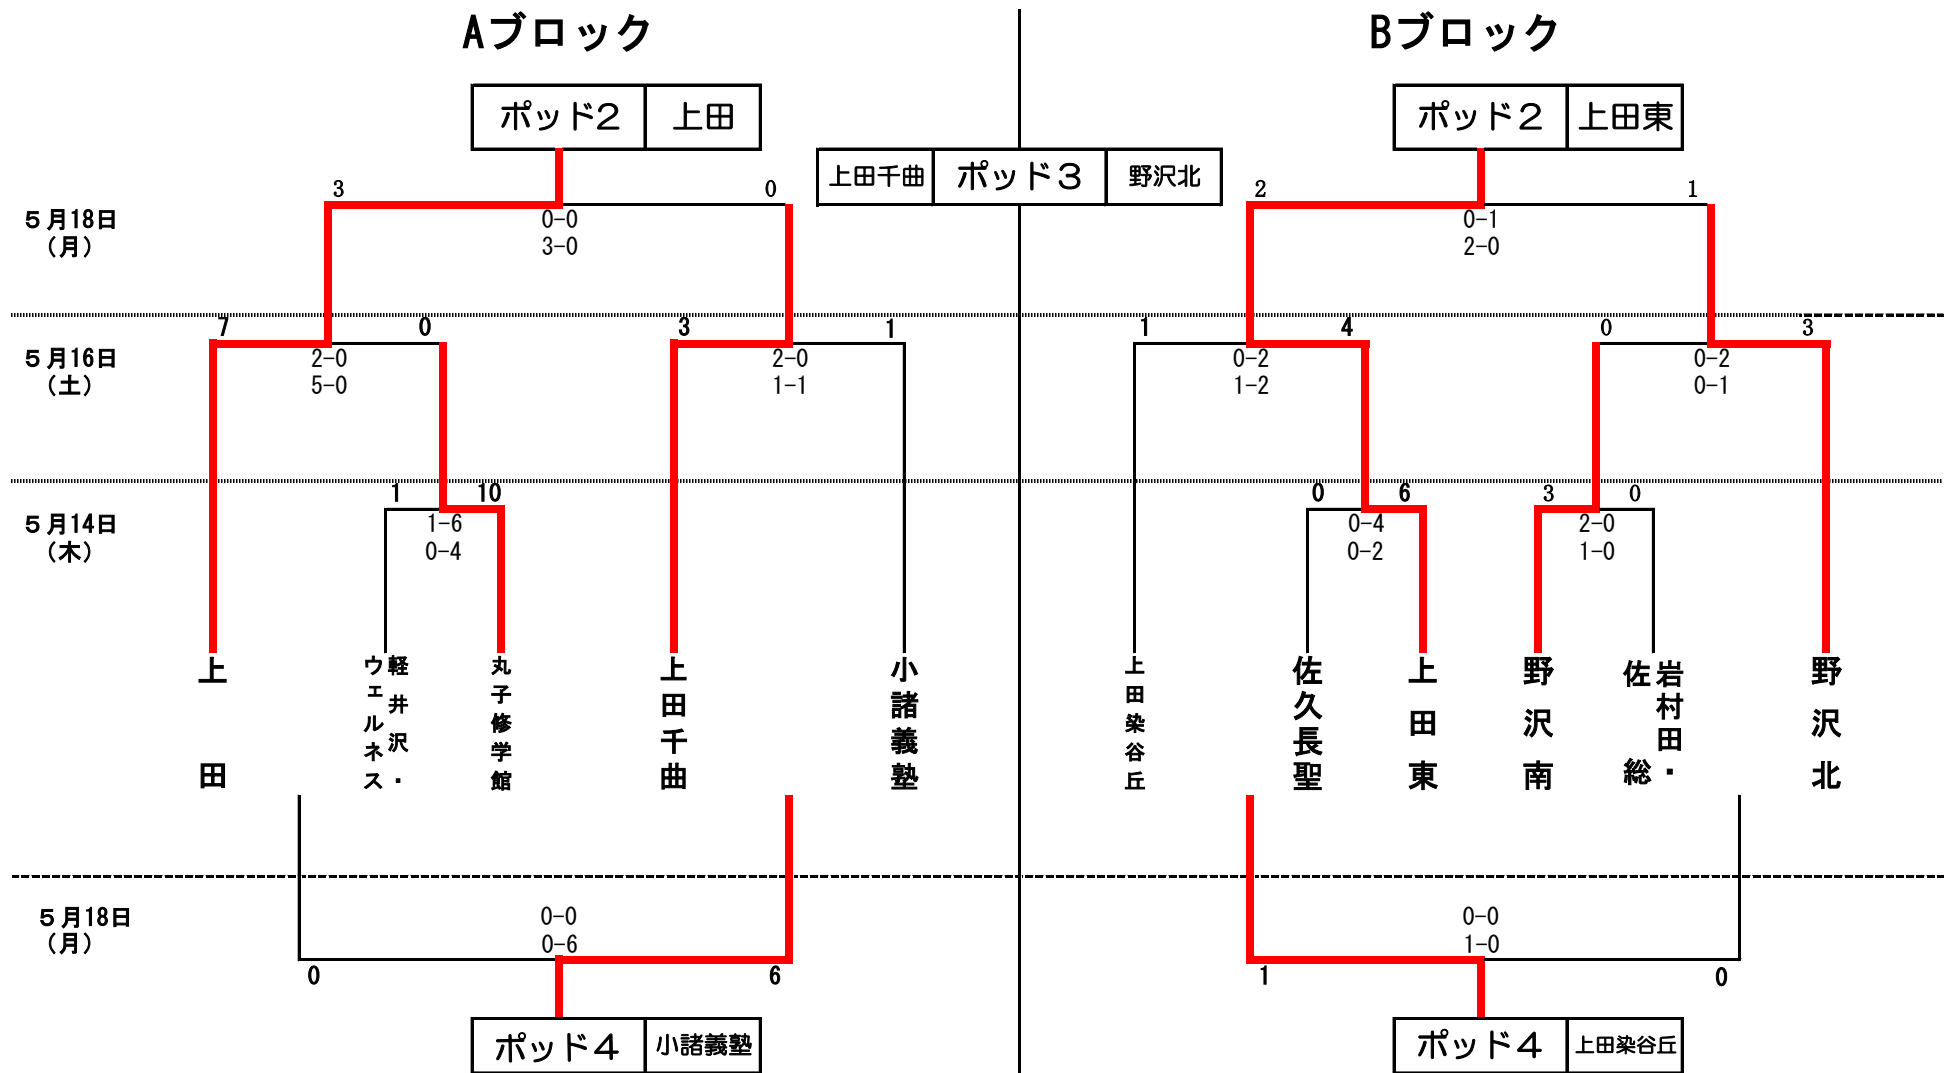 Aブロック
Bブロック
ポッド2
上田
ポッド2
上田東
上田千曲
ポッド3
野沢北
3
0
2
1
5月18日
(月)
0-0
3-0
0-1
2-0
7
0
3
1
1
4
0
3
5月16日
(土)
2-0
5-0
2-0
1-1
0-2
1-2
0-2
0-1
1
10
0
6
3
0
5月14日
(木)
1-6
0-4
0-4
0-2
2-0
1-0
上田
軽井沢・
ウェルネス
丸子修学館
上田千曲
小諸義塾
上田染谷丘
佐久長聖
上田東
野沢南
岩村田・
佐総
野沢北
5月18日
(月)
0-0
0-6
0-0
1-0
0
6
1
0
ポッド4
小諸義塾
ポッド4
上田染谷丘